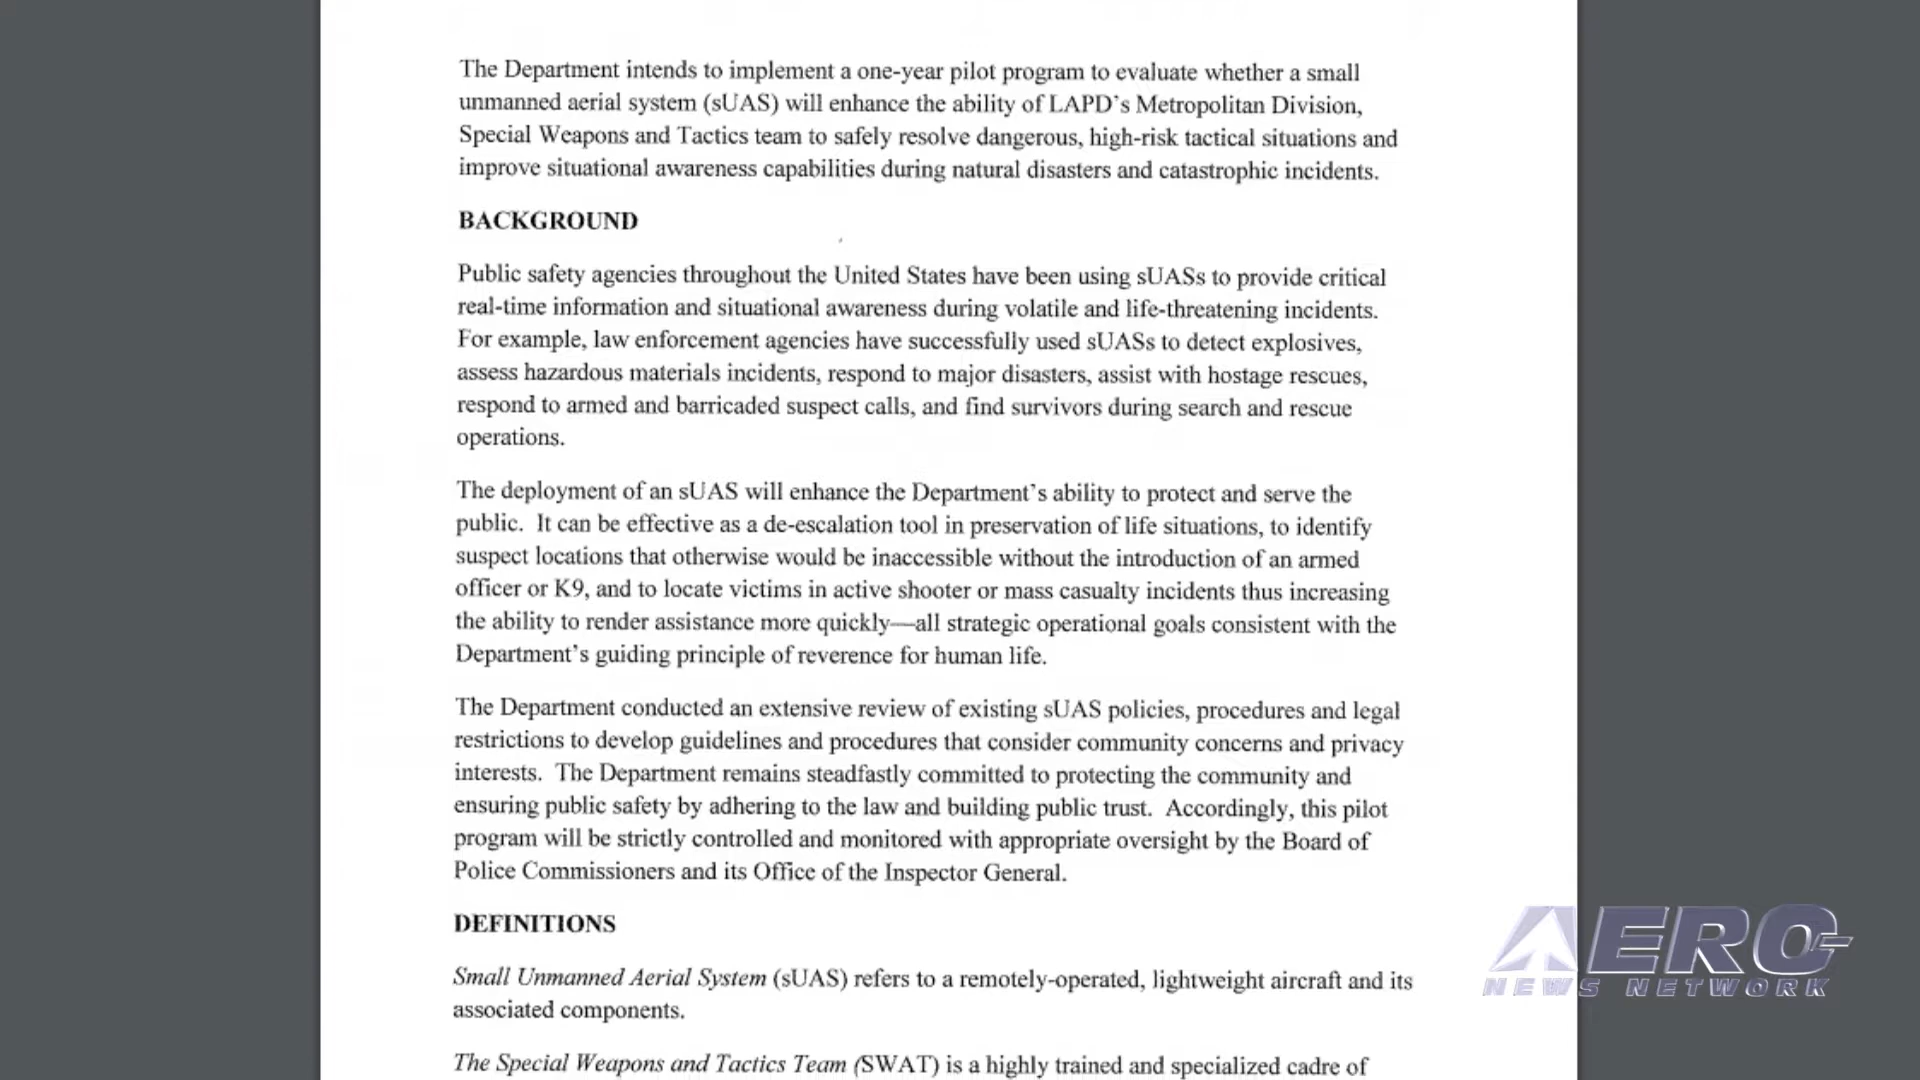 The Department intends to implement a one-year pilot program to evaluate whether a small
unmanned aerial system (sUAS) will enhance the ability of LAPD's Metropolitan Division,
Special Weapons and Tactics team to safely resolve dangerous, high-risk tactical situations and
improve situational awareness capabilities during natural disasters and catastrophic incidents.
BACKGROUND
Public safety agencies throughout the United States have been using sUASs to provide critical
real-time information and situational awareness during volatile and life-threatening incidents.
For example, law enforcement agencies have successfully used sUASs to detect explosives,
assess hazardous materials incidents, respond to major disasters, assist with hostage rescues,
respond to armed and barricaded suspect calls, and find survivors during search and rescue
operations.
The deployment of an sUAS will enhance the Department's ability to protect and serve the
public. It can be effective as a de-escalation tool in preservation of life situations, to identify
suspect locations that otherwise would be inaccessible without the introduction of an armed
officer or K9, and to locate victims in active shooter or mass casualty incidents thus increasing
the ability to render assistance more quickly—all strategic operational goals consistent with the
Department's guiding principle of reverence for human life.
The Department conducted an extensive review of existing sUAS policies, procedures and legal
restrictions to develop guidelines and procedures that consider community concerns and privacy
interests. The Department remains steadfastly committed to protecting the community and
ensuring public safety by adhering to the law and building public trust. Accordingly, this pilot
program will be strictly controlled and monitored with appropriate oversight by the Board of
Police Commissioners and its Office of the Inspector General.
DEFINITIONS
Small Unmanned Aerial System (sUAS) refers to a remotely-operated, lightweight aircraft and its
associated components.
The Special Weapons and Tactics Team (SWAT) is a highly trained and specialized cadre of
AERO-
NEWS NETWORK